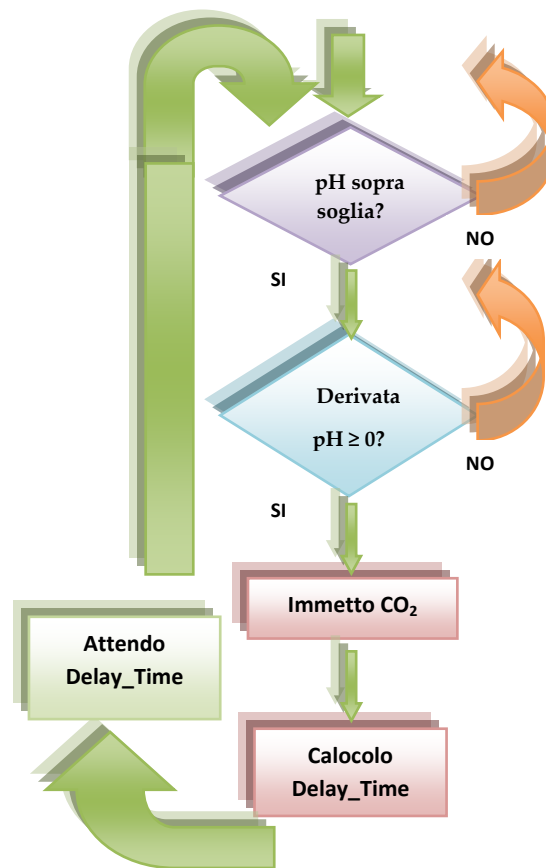 pH sopra
soglia?
NO
SI
Derivata
pH ≥ 0?
NO
SI
Immetto CO₂
Attendo
Delay_Time
Calocolo
Delay_Time